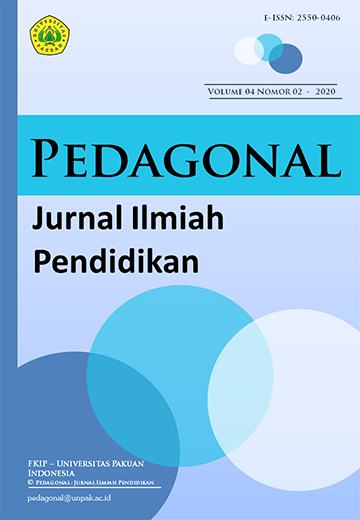 E-ISSN: 2550-0406
VOLUME 04 NOMOR 02 - 2020
PEDAGONAL
Jurnal Ilmiah
Pendidikan
FKIP – UNIVERSITAS PAKUAN
INDONESIA
© PEDAGONAL : JURNAL ILMIAH PENDIDIKAN
pedagonal@unpak.ac.id